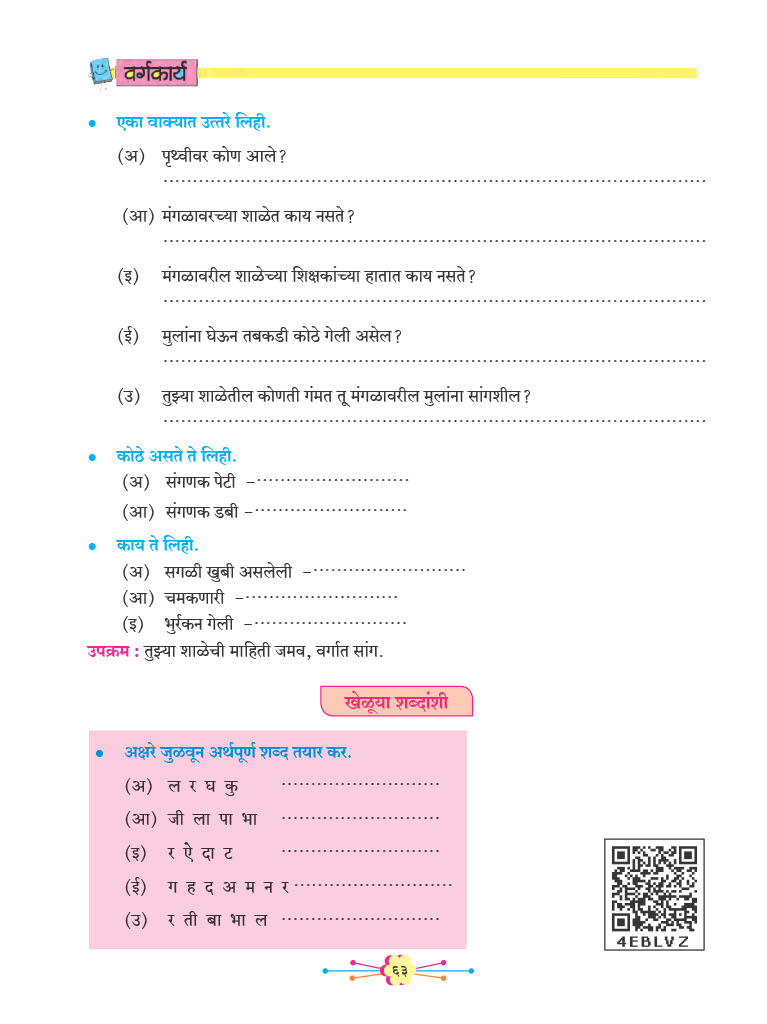 वर्गकार्य
● एका वाक्यात उत्तरे लिही.
(अ) पृथ्वीवर कोण आले?
............................................................................................
(आ) मंगळावरच्या शाळेत काय नसते?
............................................................................................
(इ) मंगळावरील शाळेच्या शिक्षकांच्या हातात काय नसते?
............................................................................................
(ई) मुलांना घेऊन तबकडी कोठे गेली असेल?
............................................................................................
(उ) तुझ्या शाळेतील कोणती गंमत तू मंगळावरील मुलांना सांगशील?
............................................................................................
● कोठे असते ते लिही.
(अ) संगणक पेटी –..........................
(आ) संगणक डबी –..........................
● काय ते लिही.
(अ) सगळी खुबी असलेली –..........................
(आ) चमकणारी –..........................
(इ) भुर्रकन गेली –..........................
उपक्रम : तुझ्या शाळेची माहिती जमव, वर्गात सांग.
खेळूया शब्दांशी
● अक्षरे जुळवून अर्थपूर्ण शब्द तयार कर.
(अ) ल र घ कु ...........................
(आ) जी ला पा भा ...........................
(इ) र ऐ दा ट ...........................
(ई) ग ह द अ म न र...........................
(उ) र ती बा भा ल ...........................
4EBLVZ
६३